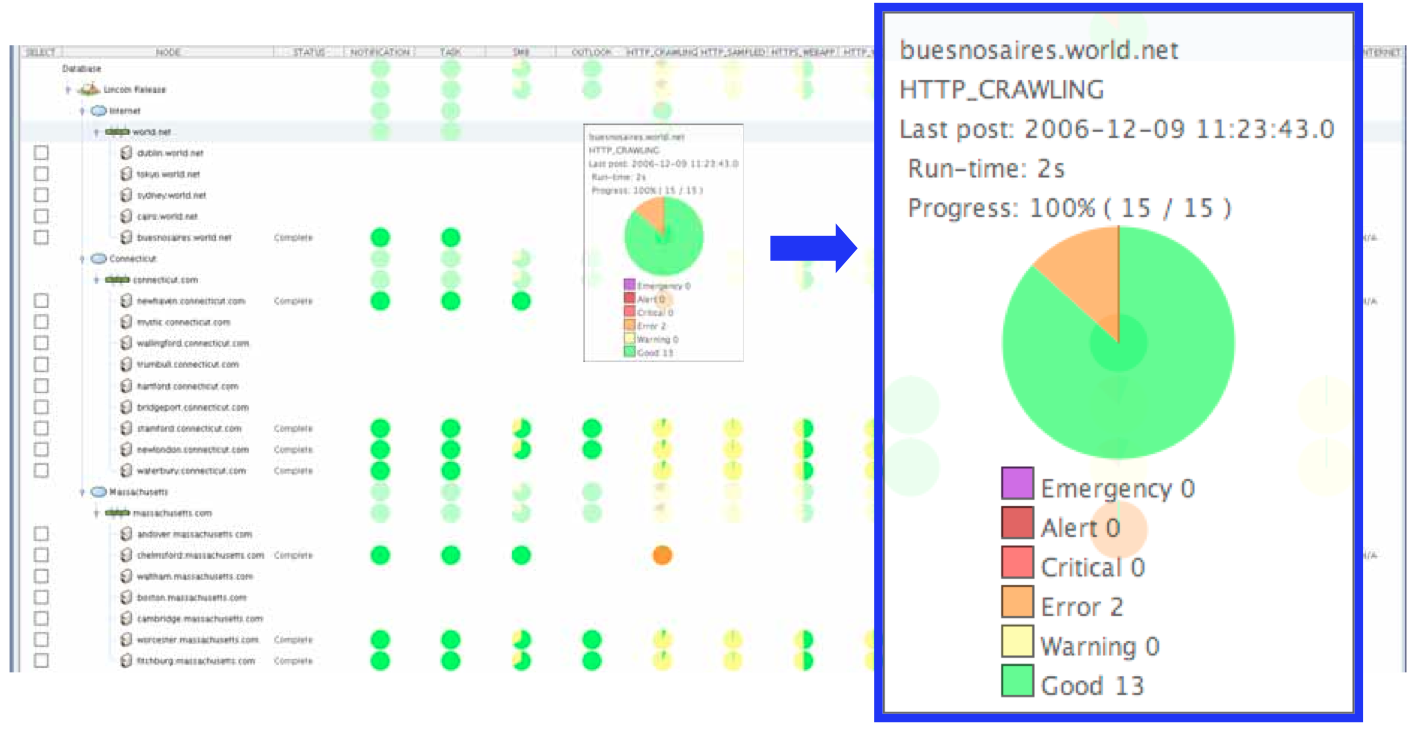 SELECT NODE STATUS NOTIFICATION TASK SMB OUTLOOK HTTP_CRAWLING HTTP_SAMPLED HTTPS_WEBAPP
Database
Lincoln Release
Internet
world.net
dublin.world.net
tokyo.world.net
sydney.world.net
cairo.world.net
buesnosaires.world.net Complete
Connecticut
connecticut.com
newhaven.connecticut.com Complete
mystic.connecticut.com
wallingford.connecticut.com
trumbull.connecticut.com
hartford.connecticut.com
bridgeport.connecticut.com
stamford.connecticut.com Complete
newlondon.connecticut.com Complete
waterbury.connecticut.com Complete
Massachusetts
massachusetts.com
andover.massachusetts.com
chelmsford.massachusetts.com Complete
waltham.massachusetts.com
boston.massachusetts.com
cambridge.massachusetts.com
worcester.massachusetts.com Complete
fitchburg.massachusetts.com Complete
buesnosaires.world.net
HTTP_CRAWLING
Last post: 2006-12-09 11:23:43.0
Run-time: 2s
Progress: 100% ( 15 / 15 )
Emergency 0
Alert 0
Critical 0
Error 2
Warning 0
Good 13
buesnosaires.world.net
HTTP_CRAWLING
Last post: 2006-12-09 11:23:43.0
Run-time: 2s
Progress: 100% ( 15 / 15 )
Emergency 0
Alert 0
Critical 0
Error 2
Warning 0
Good 13